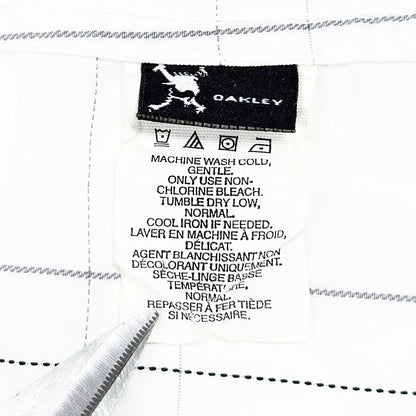 OAKLEY
MACHINE WASH COLD,
GENTLE.
ONLY USE NON-
CHLORINE BLEACH.
TUMBLE DRY LOW,
NORMAL.
COOL IRON IF NEEDED.
LAVER EN MACHINE À FROID,
DÉLICAT.
AGENT BLANCHISSANT NON
DÉCOLORANT UNIQUEMENT.
SÈCHE-LINGE BASSE
TEMPÉRATURE,
NORMAL.
REPASSER À FER TIÈDE
SI NÉCESSAIRE.